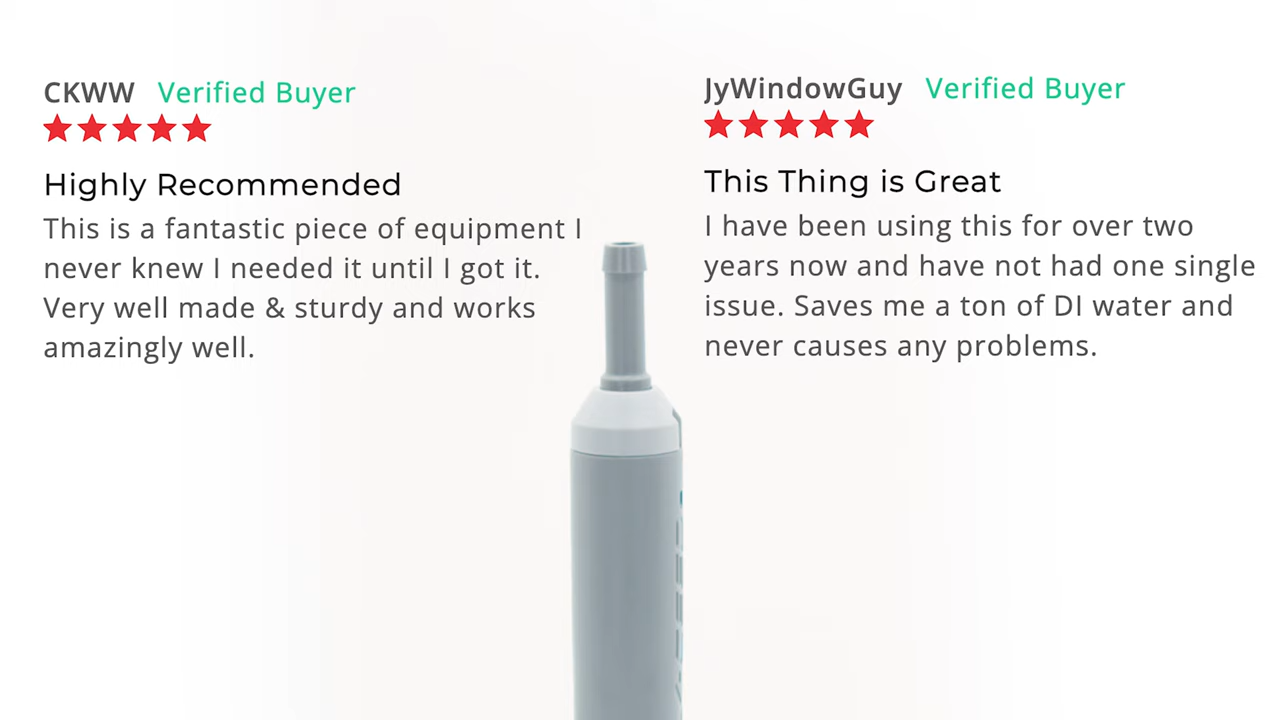 CKWW Verified Buyer
Highly Recommended
This is a fantastic piece of equipment I
never knew I needed it until I got it.
Very well made & sturdy and works
amazingly well.
JyWindowGuy Verified Buyer
This Thing is Great
I have been using this for over two
years now and have not had one single
issue. Saves me a ton of DI water and
never causes any problems.